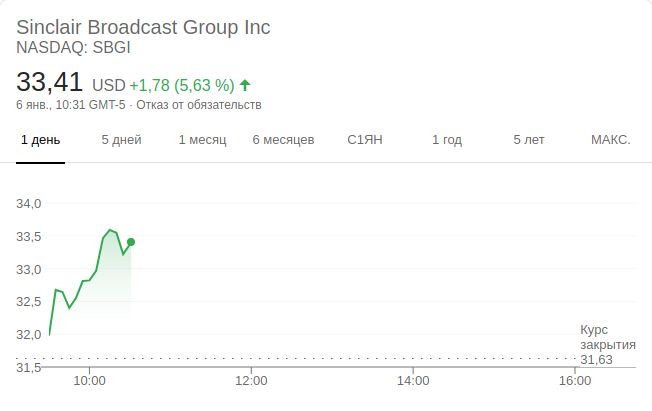 Sinclair Broadcast Group Inc
NASDAQ: SBGI
33,41 USD +1,78 (5,63 %)
6 янв., 10:31 GMT-5 · Отказ от обязательств
1 день 5 дней 1 месяц 6 месяцев С1ЯН 1 год 5 лет МАКС.
34,0
33,5
33,0
32,5
32,0
31,5
Курс
закрытия
31,63
10:00 12:00 14:00 16:00